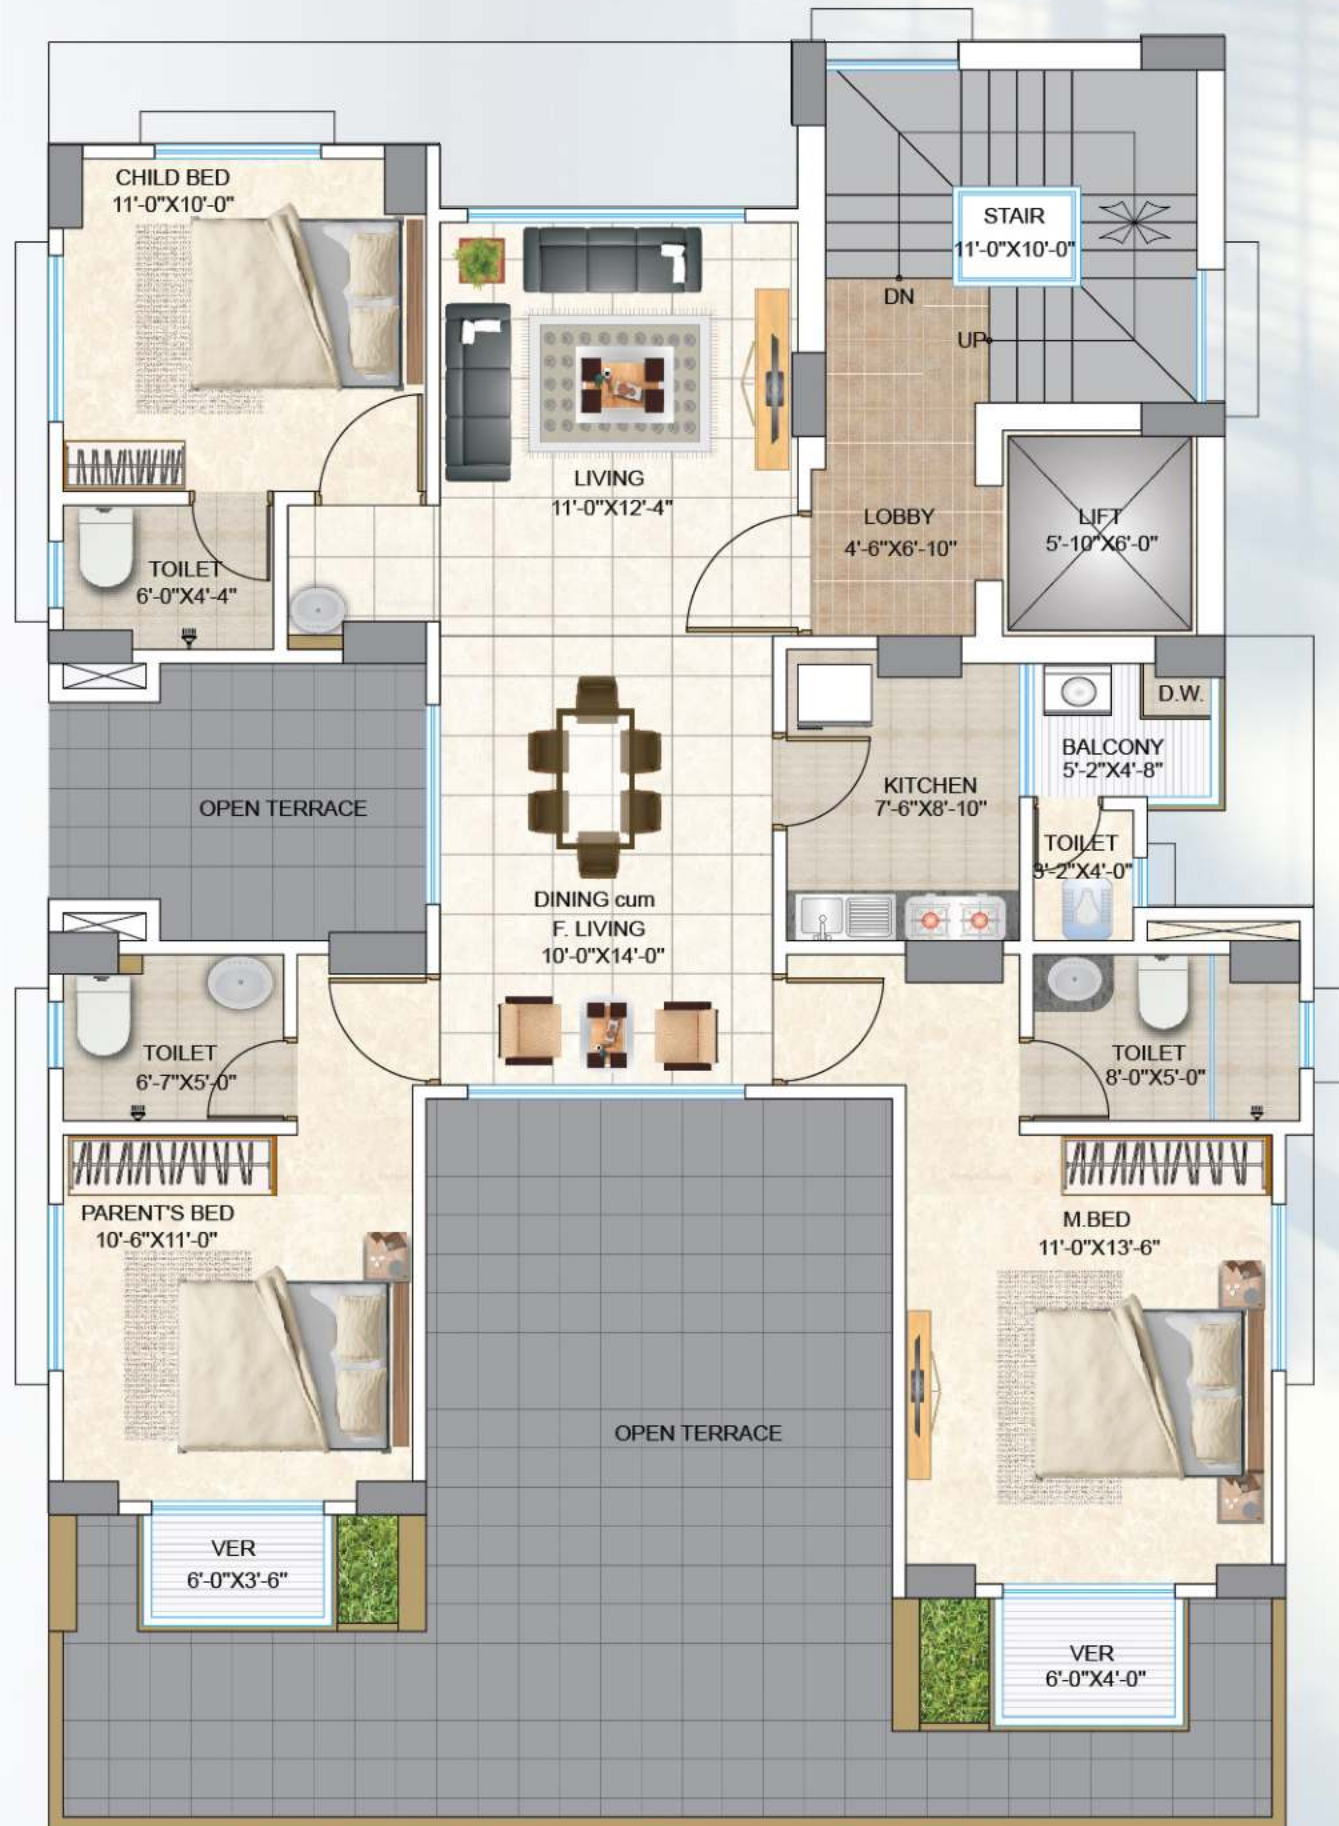 CHILD BED
11'-0"X10'-0"
STAIR
11'-0"X10'-0"
DN
UP
LIVING
11'-0"X12'-4"
LOBBY
4'-6"X6'-10"
LIFT
5'-10"X6'-0"
TOILET
6'-0"X4'-4"
D.W.
BALCONY
5'-2"X4'-8"
OPEN TERRACE
KITCHEN
7'-6"X8'-10"
TOILET
3'-2"X4'-0"
DINING cum
F. LIVING
10'-0"X14'-0"
TOILET
6'-7"X5'-0"
TOILET
8'-0"X5'-0"
PARENT'S BED
10'-6"X11'-0"
M.BED
11'-0"X13'-6"
OPEN TERRACE
VER
6'-0"X3'-6"
VER
6'-0"X4'-0"